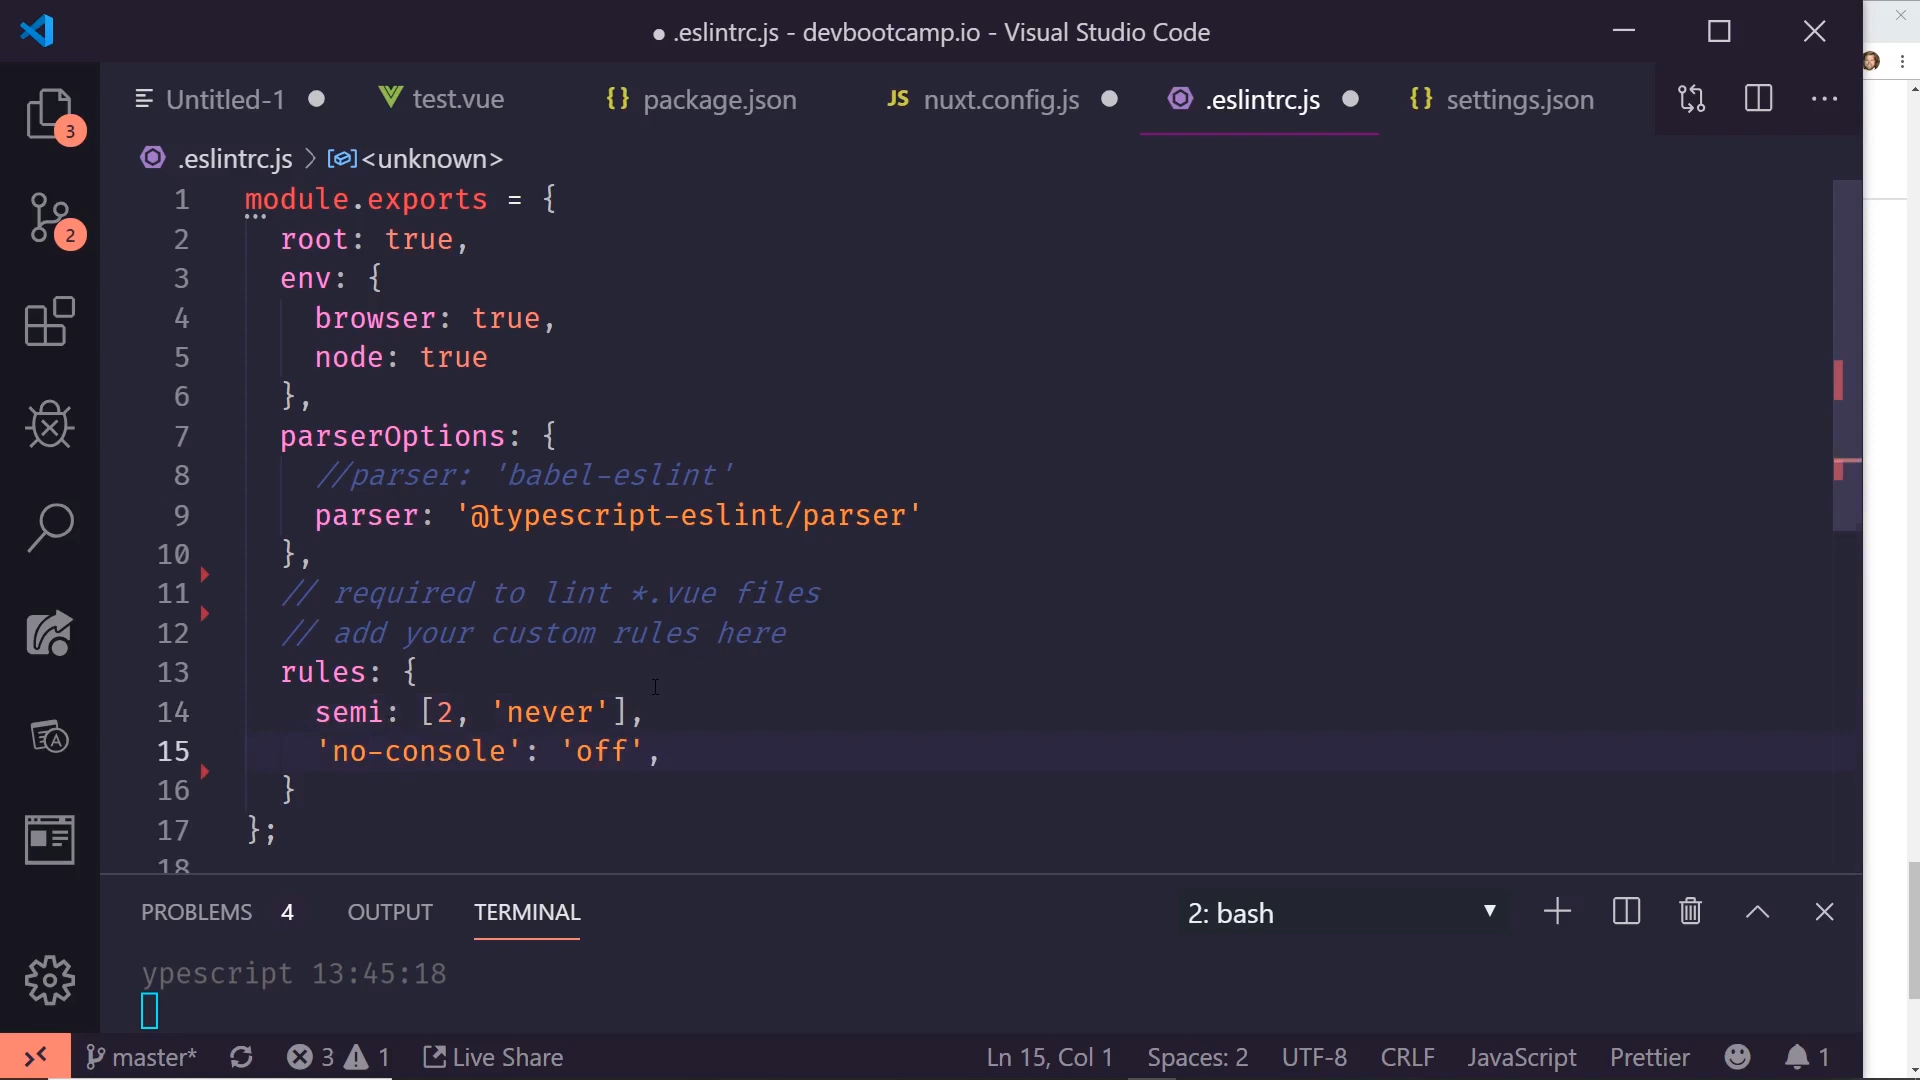 ● .eslintrc.js - devbootcamp.io - Visual Studio Code
Untitled-1 test.vue {} package.json JS nuxt.config.js .eslintrc.js {} settings.json
.eslintrc.js > <unknown>
1 module.exports = {
2 root: true,
3 env: {
4 browser: true,
5 node: true
6 },
7 parserOptions: {
8 //parser: 'babel-eslint'
9 parser: '@typescript-eslint/parser'
10 },
11 // required to lint *.vue files
12 // add your custom rules here
13 rules: {
14 semi: [2, 'never'],
15 'no-console': 'off',
16 }
17 };
18
3
2
PROBLEMS 4 OUTPUT TERMINAL 2: bash
ypescript 13:45:18
master* 3 1 Live Share Ln 15, Col 1 Spaces: 2 UTF-8 CRLF JavaScript Prettier 1